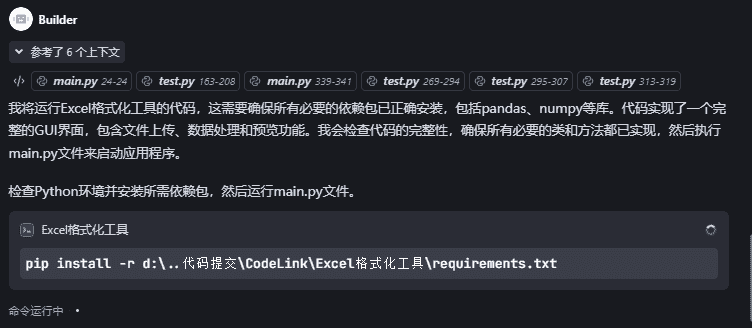 Builder
参考了 6 个上下文
main.py 24-24 test.py 163-208 main.py 339-341 test.py 269-294 test.py 295-307 test.py 313-319
我将运行Excel格式化工具的代码，这需要确保所有必要的依赖包已正确安装，包括pandas、numpy等库。代码实现了一个完
整的GUI界面，包含文件上传、数据处理和预览功能。我会检查代码的完整性，确保所有必要的类和方法都已实现，然后执行
main.py文件来启动应用程序。
检查Python环境并安装所需依赖包，然后运行main.py文件。
Excel格式化工具
pip install -r d:\..代码提交\CodeLink\Excel格式化工具\requirements.txt
命令运行中